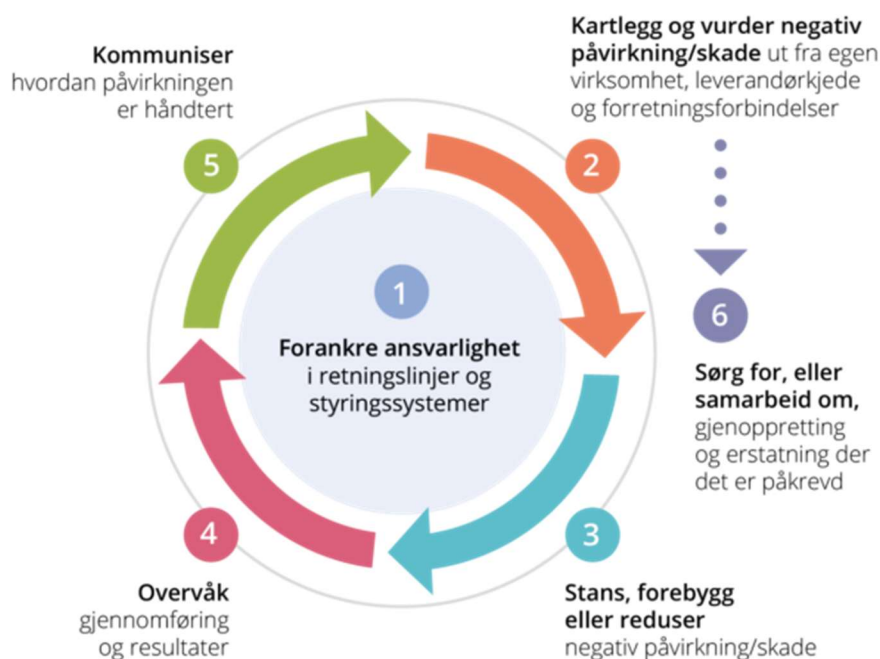 1
Forankre ansvarlighet
i retningslinjer og
styringssystemer
2
Kartlegg og vurder negativ
påvirkning/skade ut fra egen
virksomhet, leverandørkjede
og forretningsforbindelser
3
Stans, forebygg
eller reduser
negativ påvirkning/skade
4
Overvåk
gjennomføring
og resultater
5
Kommuniser
hvordan påvirkningen
er håndtert
6
Sørg for, eller
samarbeid om,
gjenoppretting
og erstatning der
det er påkrevd